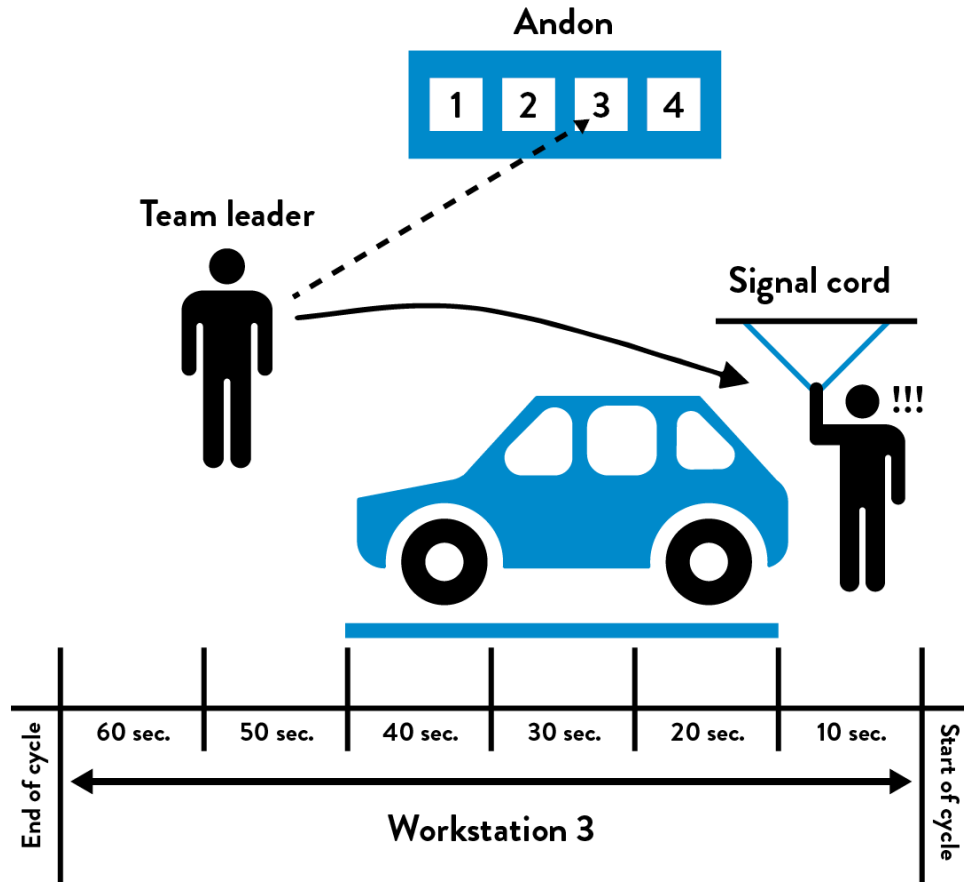 Andon
1 2 3 4
Team leader
Signal cord
!!!
End of cycle
60 sec. 50 sec. 40 sec. 30 sec. 20 sec. 10 sec.
Start of cycle
Workstation 3